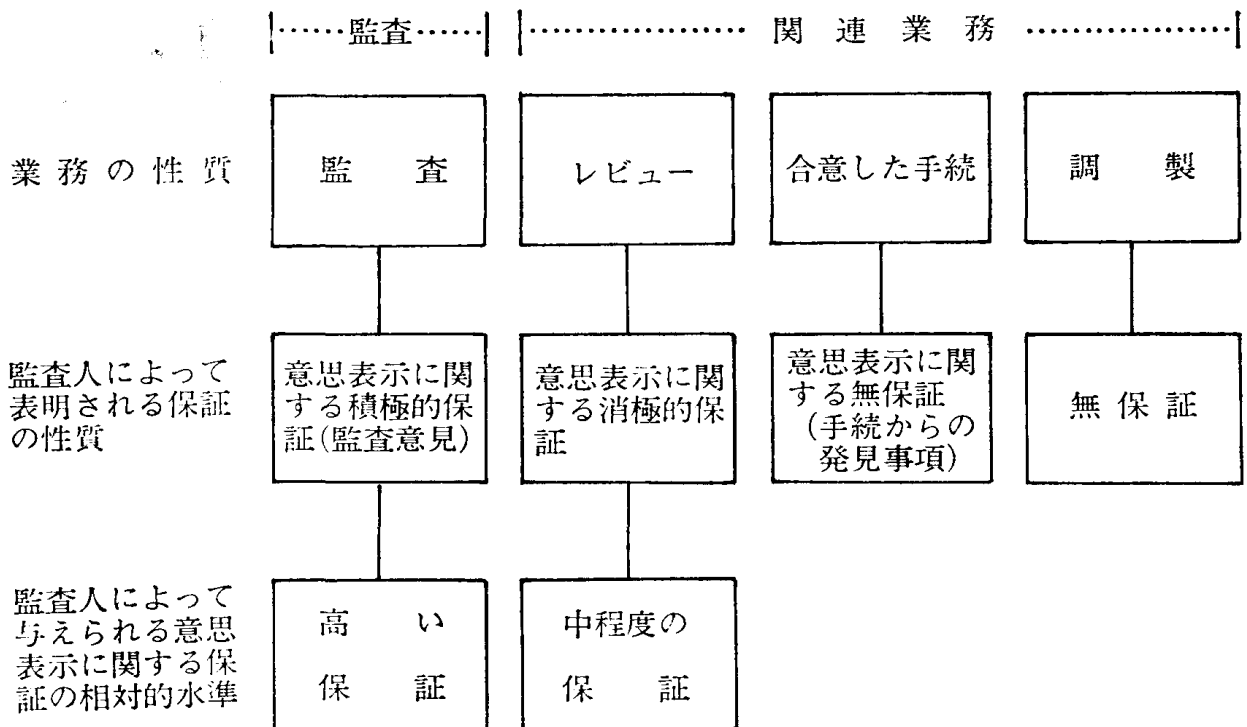 |……監査……| |………………関連業務………………|
業務の性質 監査 レビュー 合意した手続 調製
監査人によって
表明される保証
の性質
意思表示に関
する積極的保
証(監査意見)
意思表示に関
する消極的保
証
意思表示に関
する無保証
(手続からの
発見事項)
無保証
監査人によって
与えられる意思
表示に関する保
証の相対的水準
高い
保証
中程度の
保証